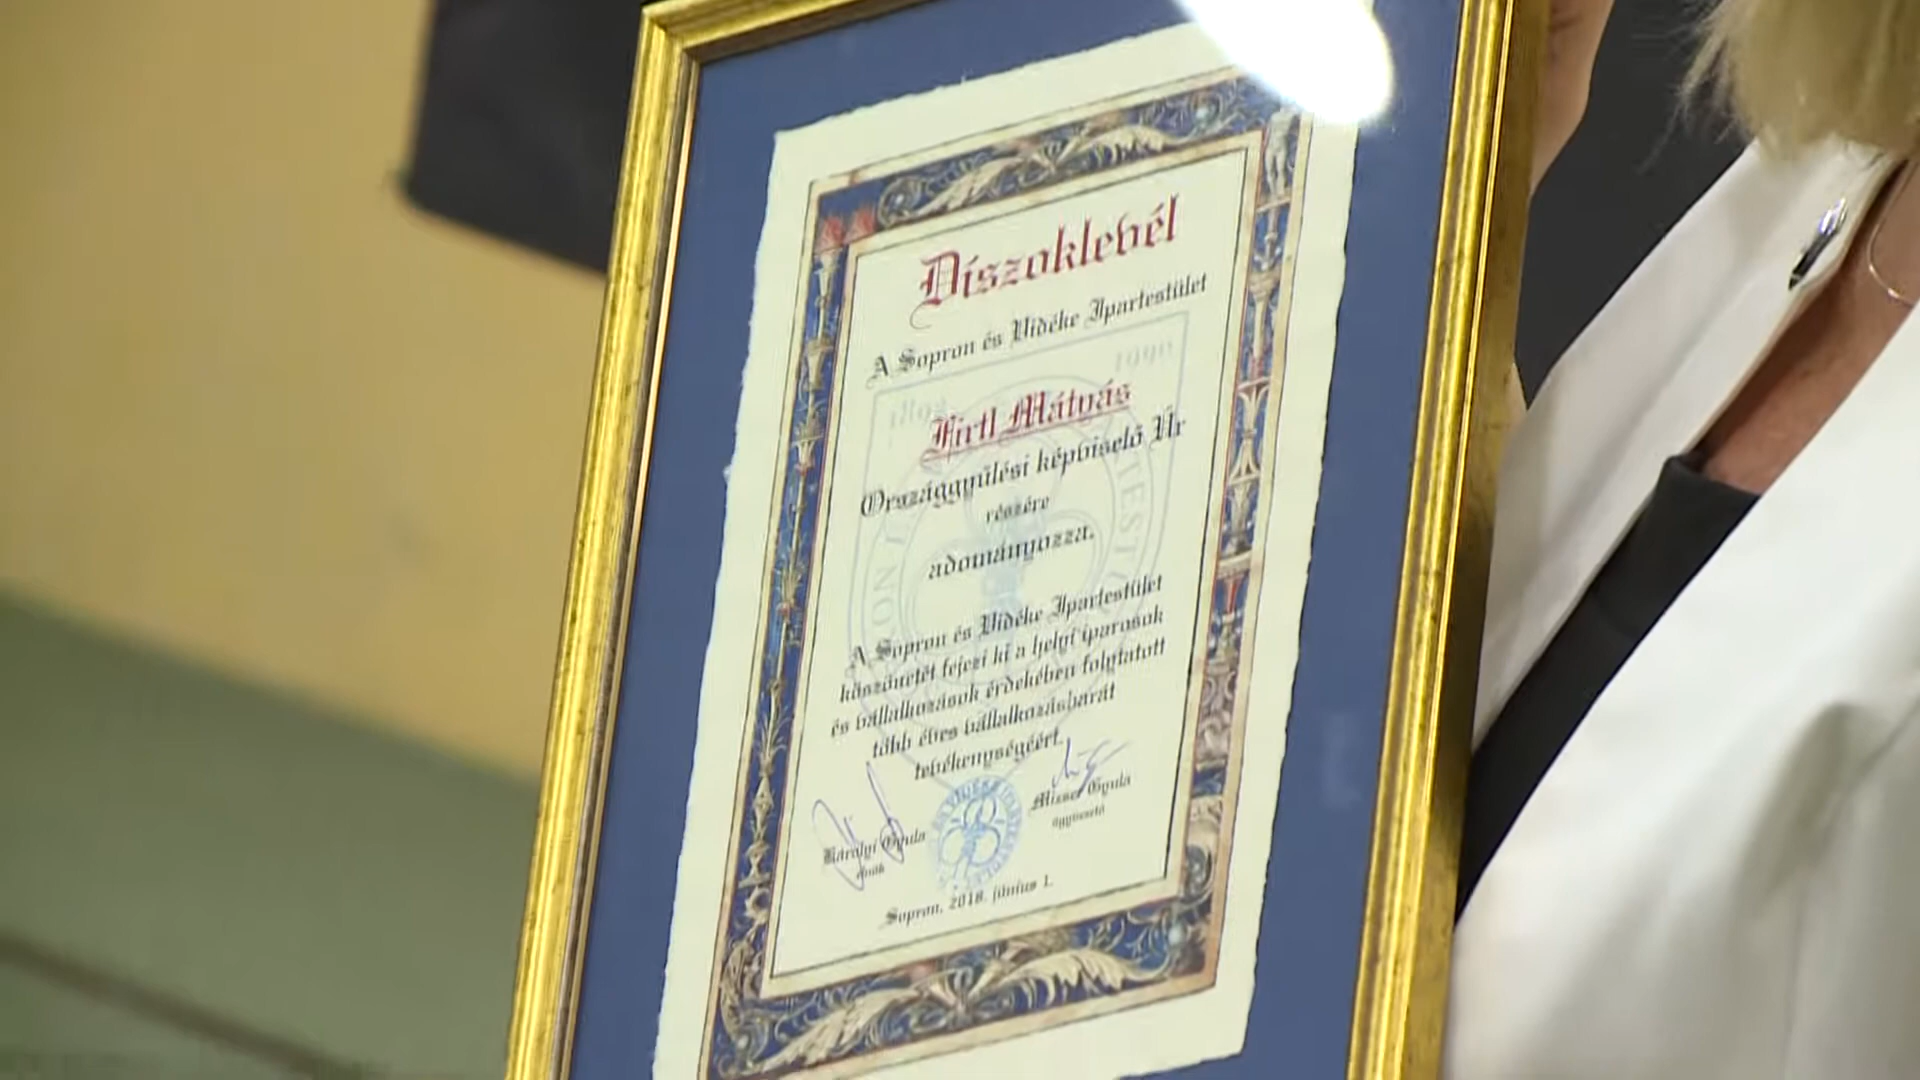 Díszoklevél
A Sopron és Vidéke Ipartestület
Firtl Mátyás
Országgyűlési képviselő Úr
részére
adományozza.
A Sopron és Vidéke Ipartestület
köszönetét fejezi ki a helyi iparosok
és vállalkozások érdekében folytatott
több éves vállalkozásbarát
tevékenységéért.
Károlyi Gyula
elnök
Gyula
ügyvezető
Sopron, 2018. június 1.